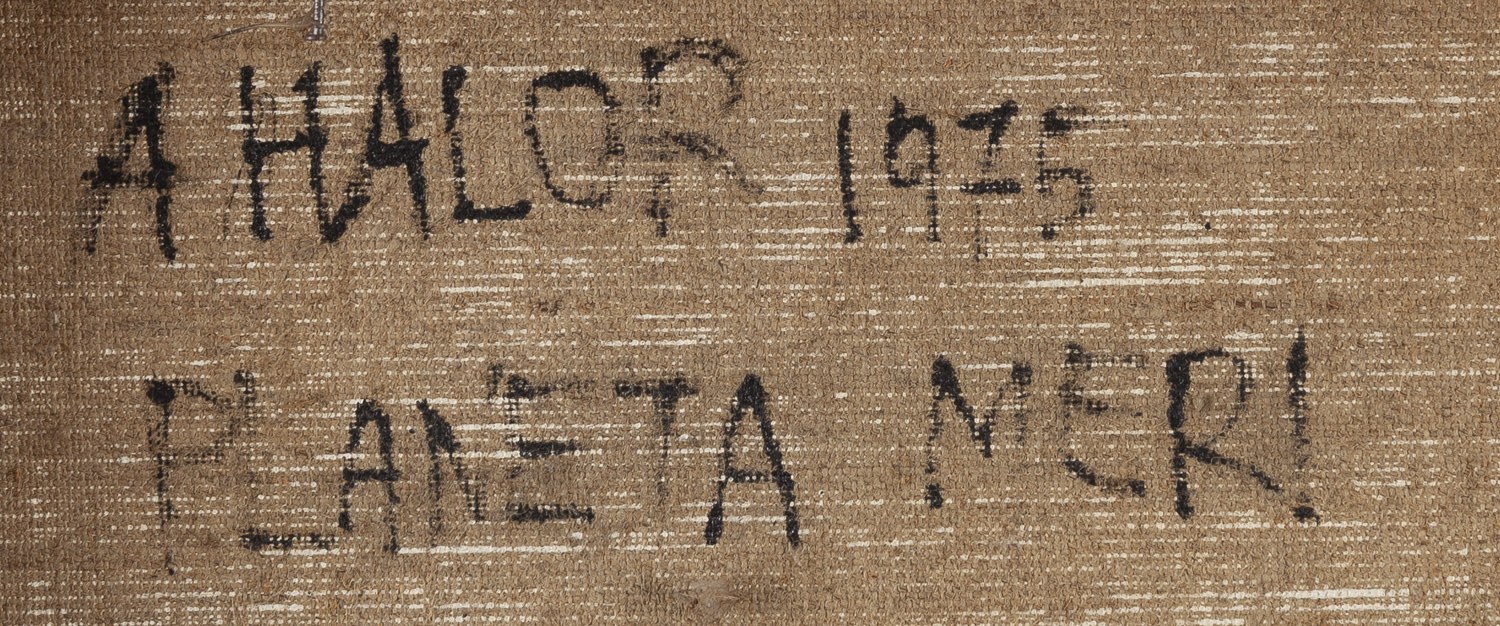 A HALOR 1975
PLANETA MERI